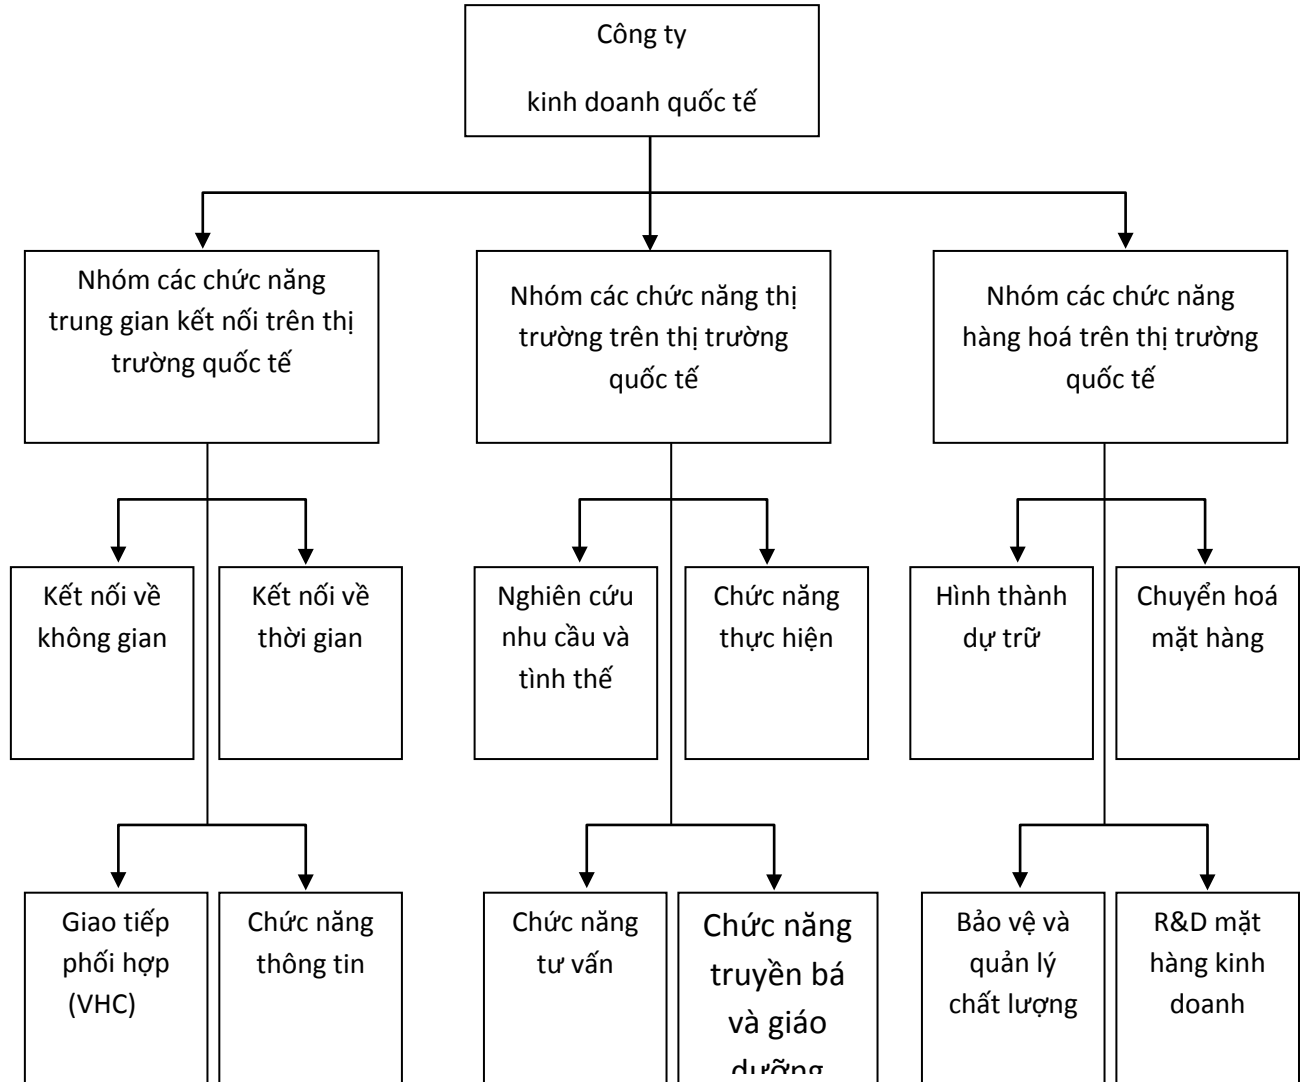 Công ty
kinh doanh quốc tế
Nhóm các chức năng
trung gian kết nối trên thị
trường quốc tế
Nhóm các chức năng thị
trường trên thị trường
quốc tế
Nhóm các chức năng
hàng hoá trên thị trường
quốc tế
Kết nối về
không gian
Kết nối về
thời gian
Nghiên cứu
nhu cầu và
tình thế
Chức năng
thực hiện
Hình thành
dự trữ
Chuyển hoá
mặt hàng
Giao tiếp
phối hợp
(VHC)
Chức năng
thông tin
Chức năng
tư vấn
Chức năng
truyền bá
và giáo
dưỡng
Bảo vệ và
quản lý
chất lượng
R&D mặt
hàng kinh
doanh